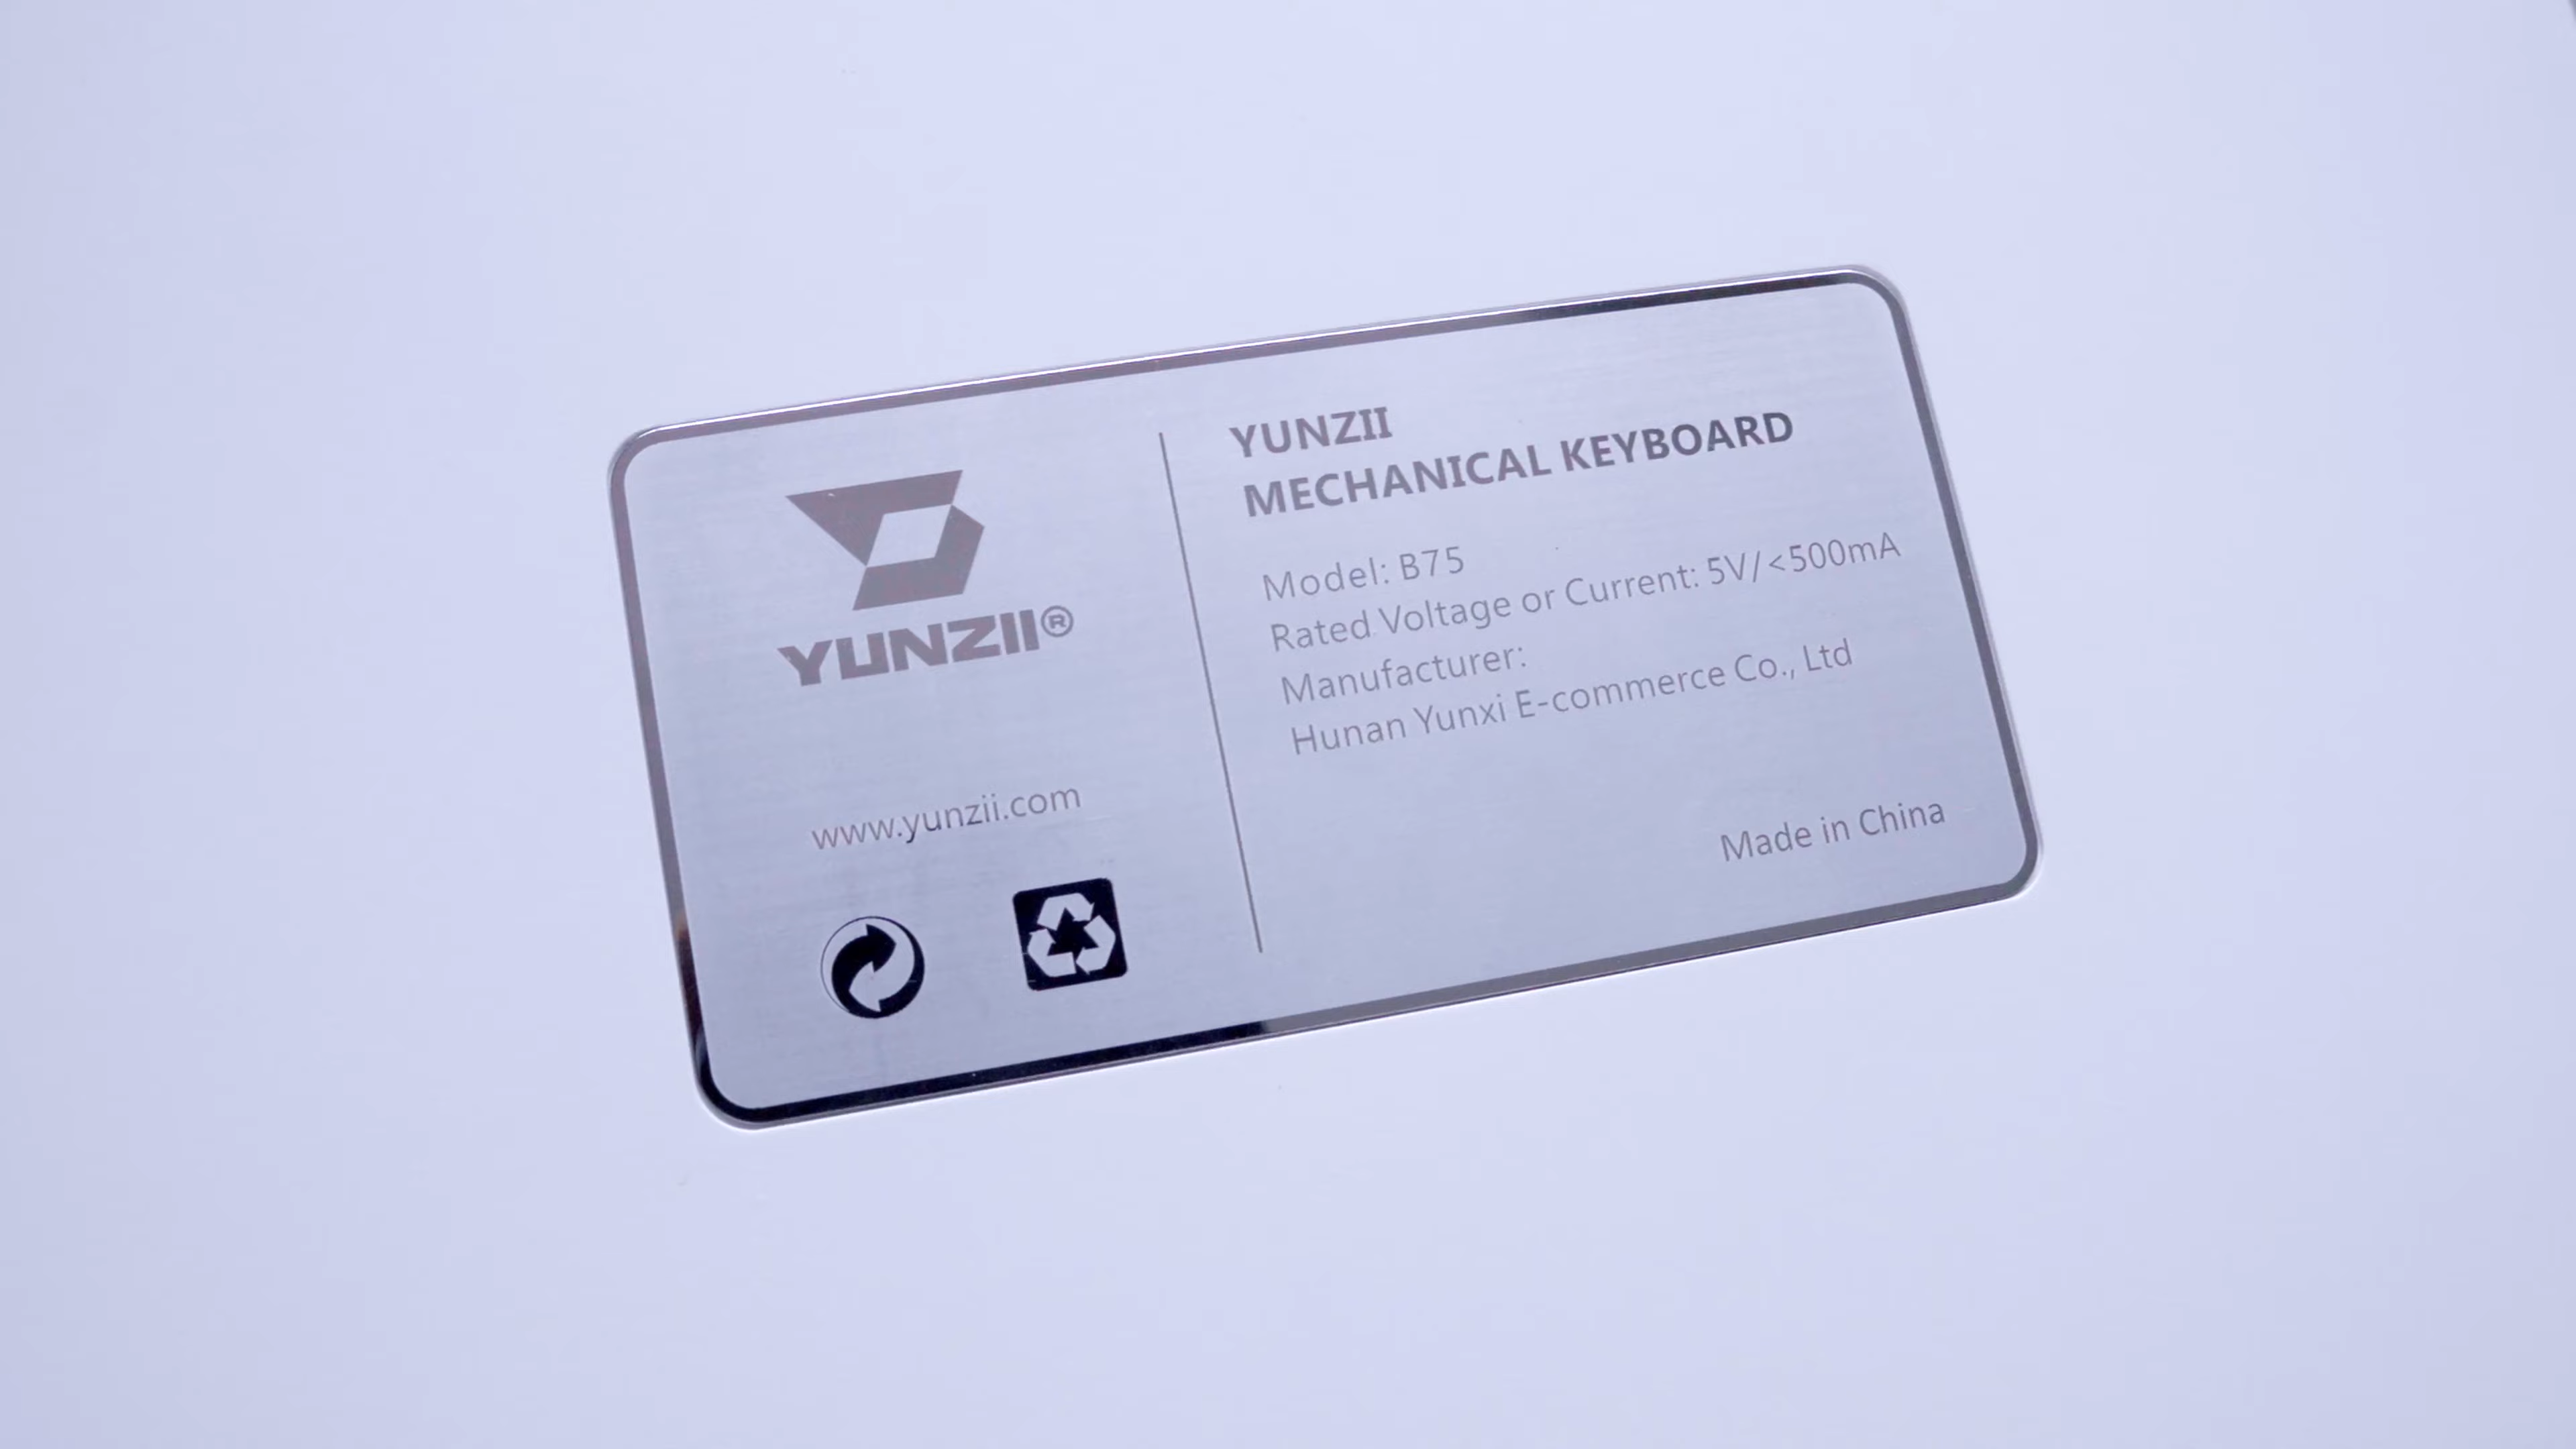 YUNZII®
www.yunzii.com
YUNZII
MECHANICAL KEYBOARD
Model: B75
Rated Voltage or Current: 5V/<500mA
Manufacturer:
Hunan Yunxi E-commerce Co., Ltd
Made in China